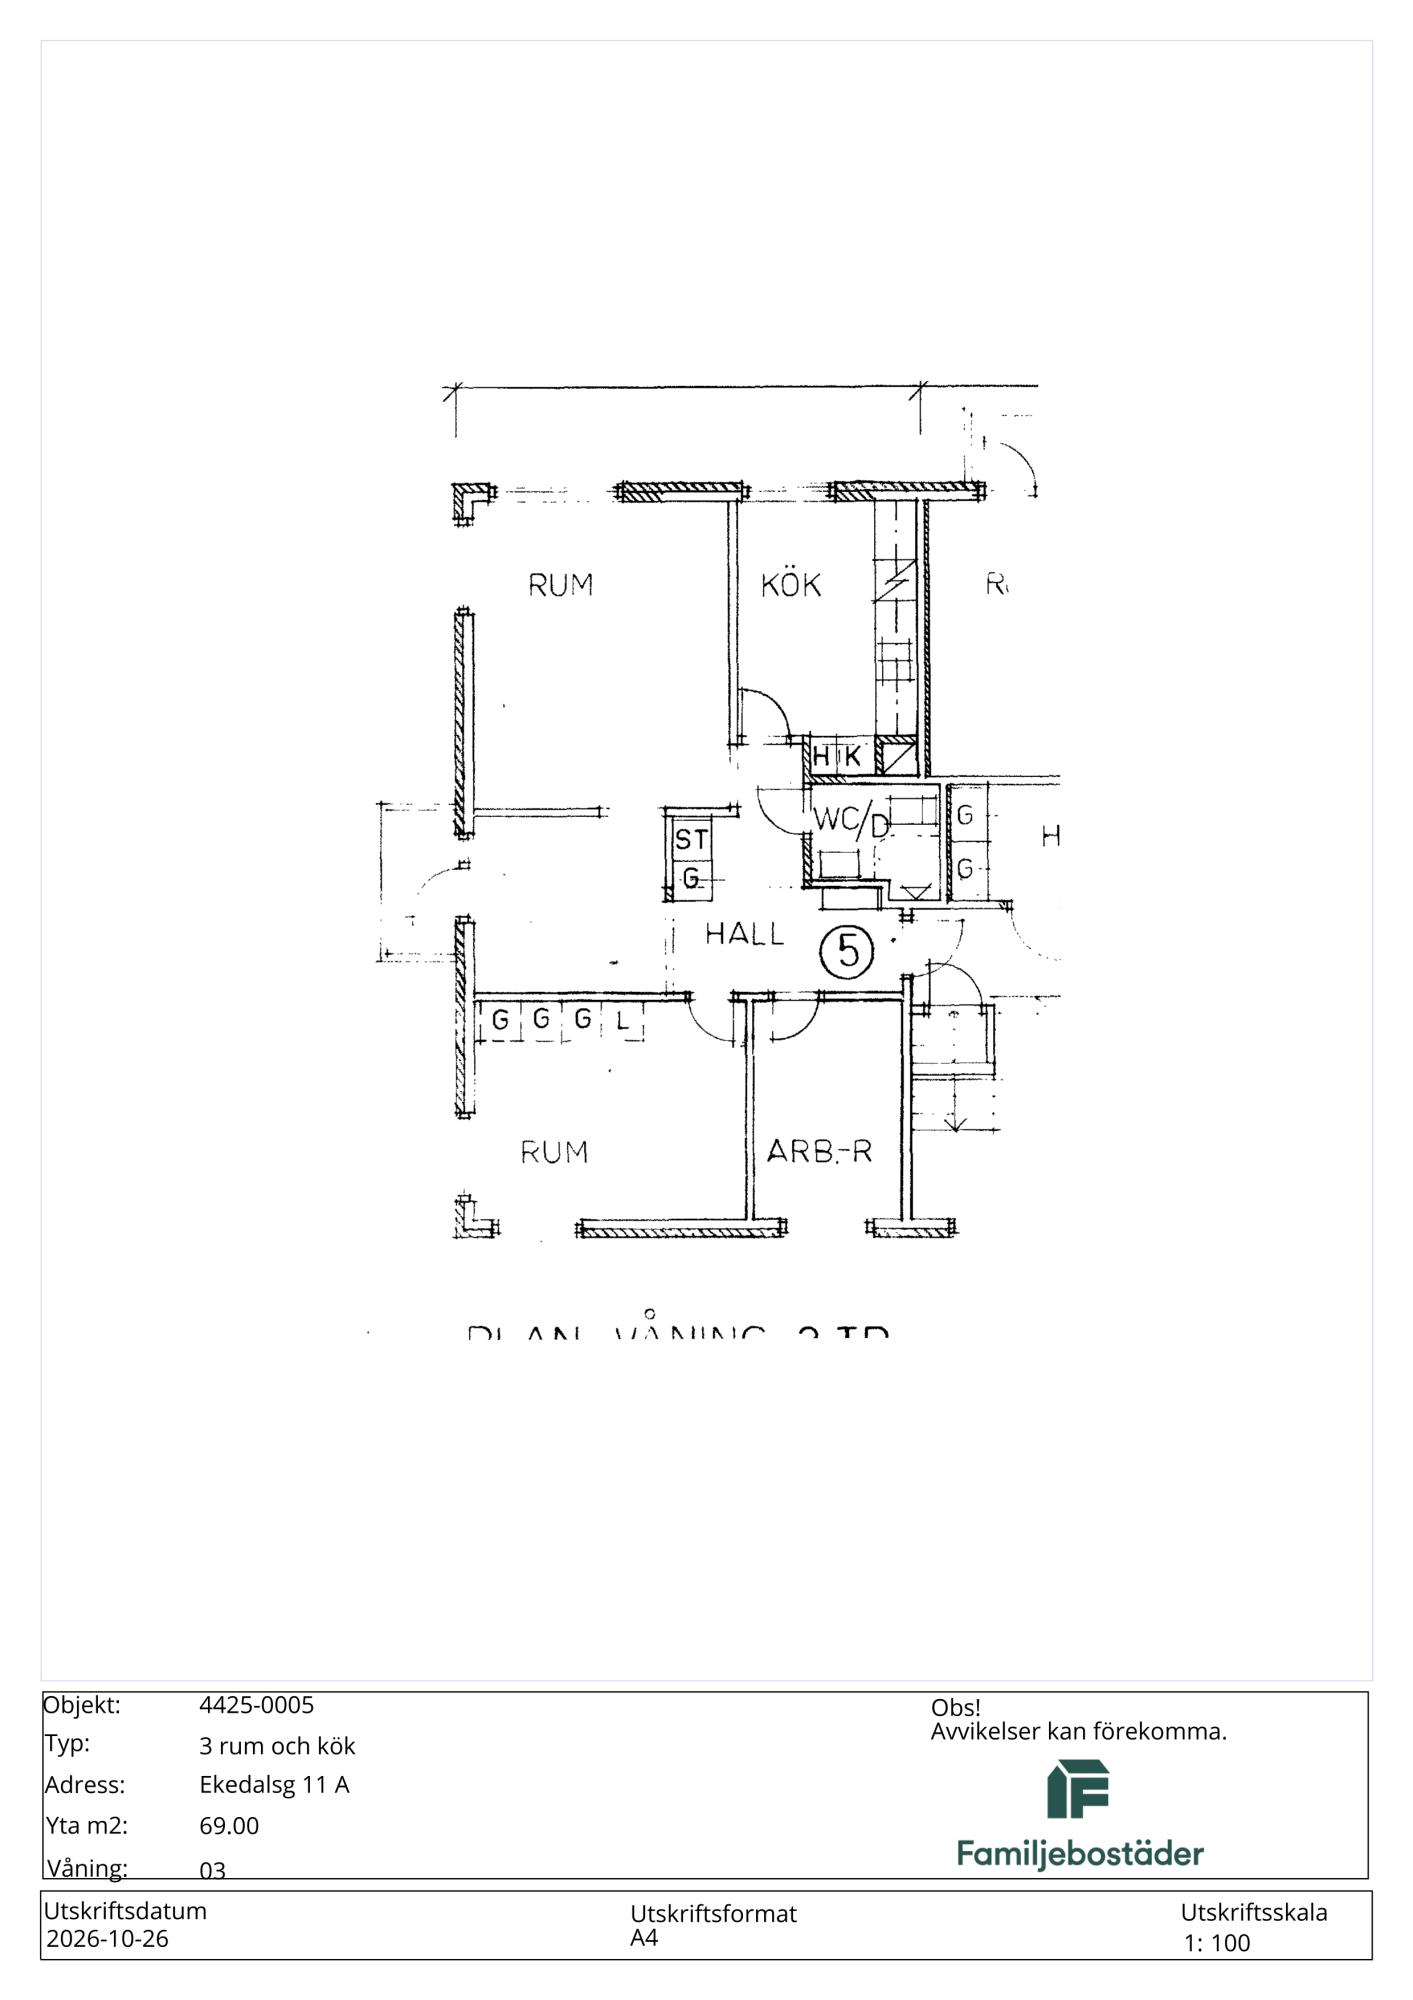 RUM
KÖK
H K
WC/D
G
ST
G
G
H
HALL
5
G G G L
RUM
ARB.-R
PLAN VÅNING
Objekt: 4425-0005
Typ: 3 rum och kök
Adress: Ekedalsg 11 A
Yta m2: 69.00
Våning: 03
Obs!
Avvikelser kan förekomma.
F
Familjebostäder
Utskriftsdatum
2026-10-26
Utskriftsformat
A4
Utskriftsskala
1: 100